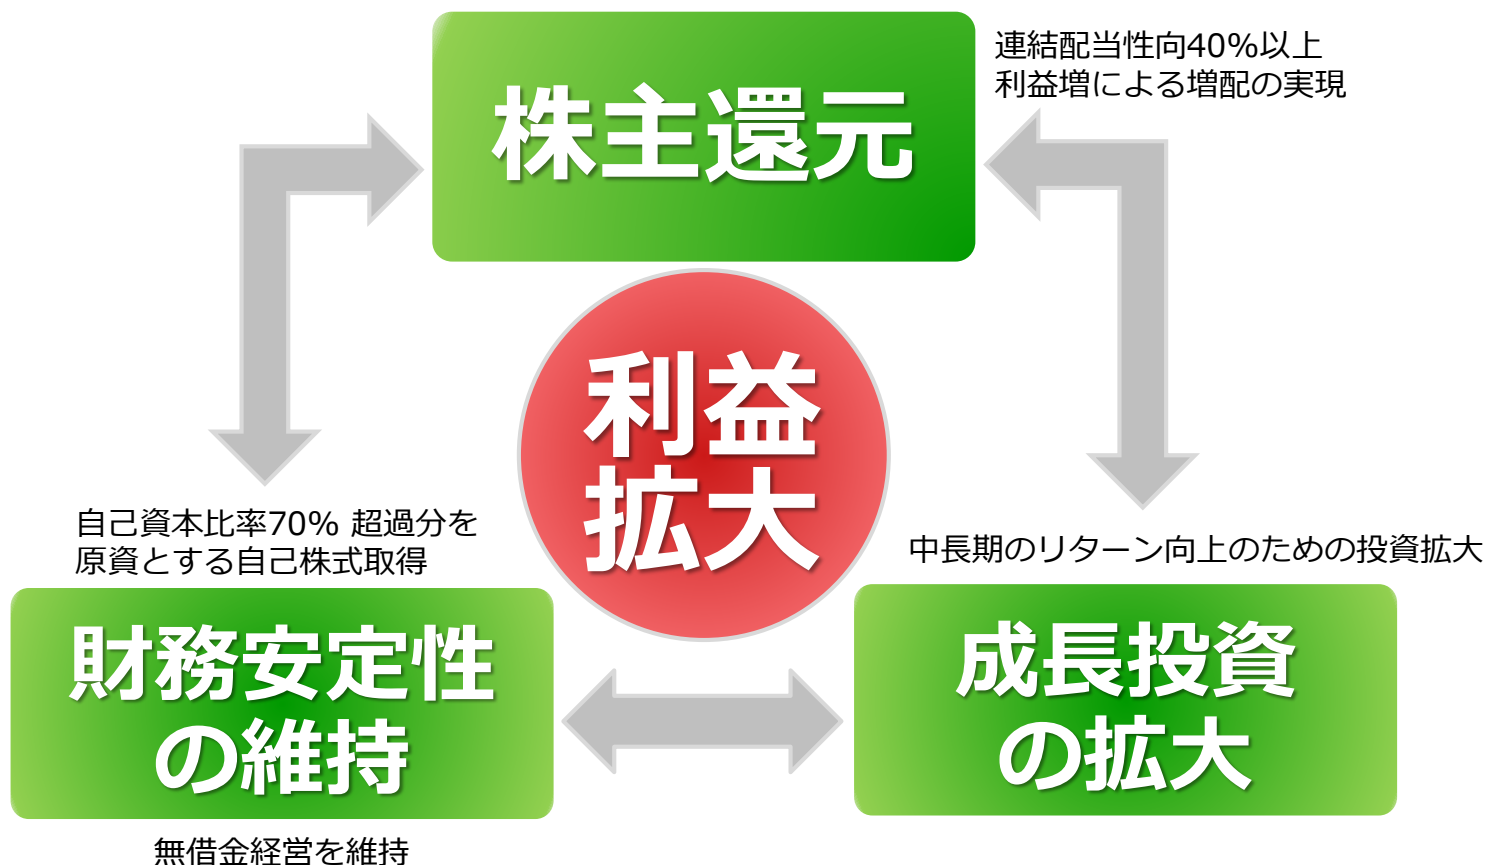 株主還元
連結配当性向40%以上
利益増による増配の実現
利益
拡大
自己資本比率70% 超過分を
原資とする自己株式取得
財務安定性
の維持
無借金経営を維持
中長期のリターン向上のための投資拡大
成長投資
の拡大